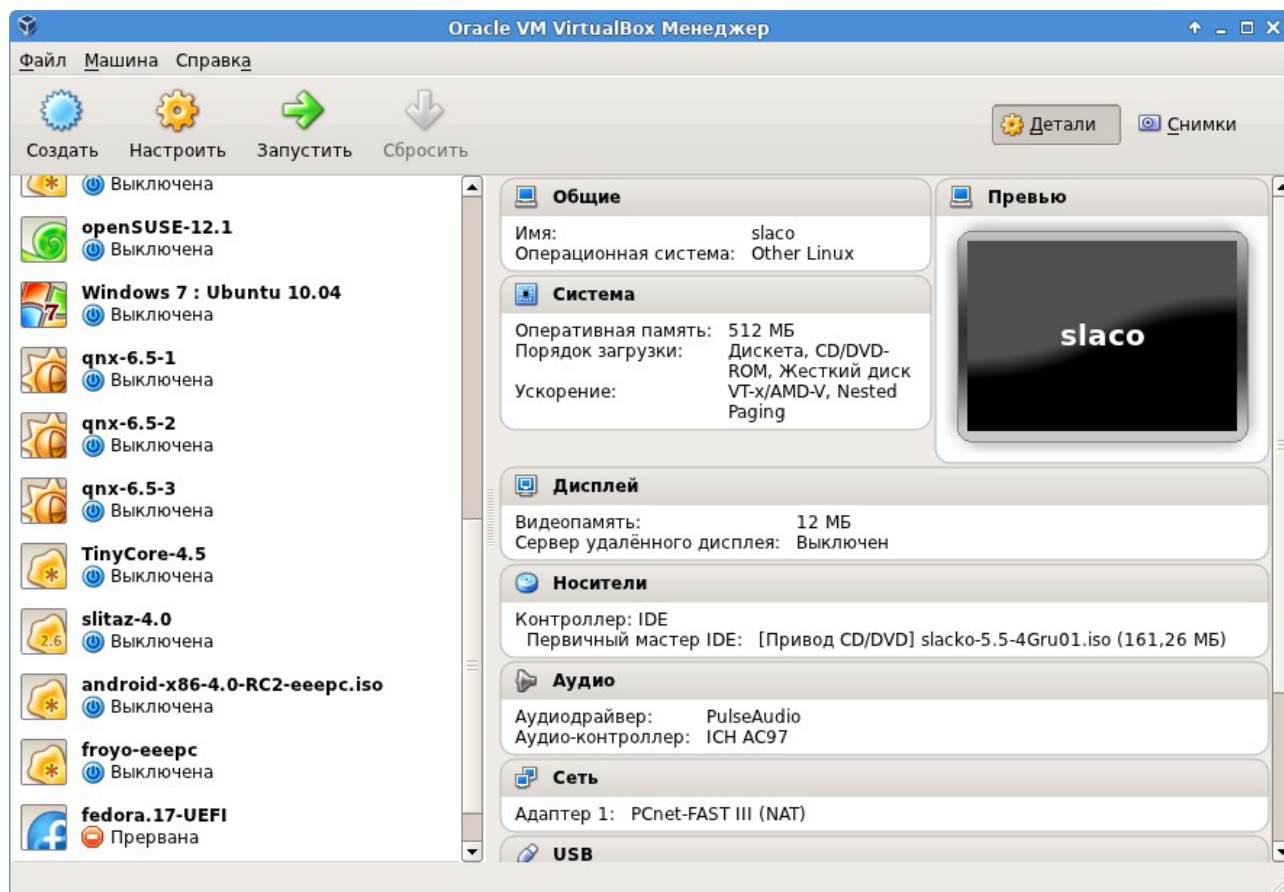 Oracle VM VirtualBox Менеджер
Файл Машина Справка
Создать Настроить Запустить Сбросить
Детали Снимки
Выключена
openSUSE-12.1
Выключена
Windows 7 : Ubuntu 10.04
Выключена
qnx-6.5-1
Выключена
qnx-6.5-2
Выключена
qnx-6.5-3
Выключена
TinyCore-4.5
Выключена
slitaz-4.0
2.6
Выключена
android-x86-4.0-RC2-eeepc.iso
Выключена
froyo-eeepc
Выключена
fedora.17-UEFI
Прервана
Общие
Имя: slaco
Операционная система: Other Linux
Система
Оперативная память: 512 МБ
Порядок загрузки: Дискета, CD/DVD-
ROM, Жесткий диск
Ускорение: VT-x/AMD-V, Nested
Paging
Превью
slaco
Дисплей
Видеопамять: 12 МБ
Сервер удалённого дисплея: Выключен
Носители
Контроллер: IDE
Первичный мастер IDE: [Привод CD/DVD] slacko-5.5-4Gru01.iso (161,26 МБ)
Аудио
Аудиодрайвер: PulseAudio
Аудио-контроллер: ICH AC97
Сеть
Адаптер 1: PCnet-FAST III (NAT)
USB